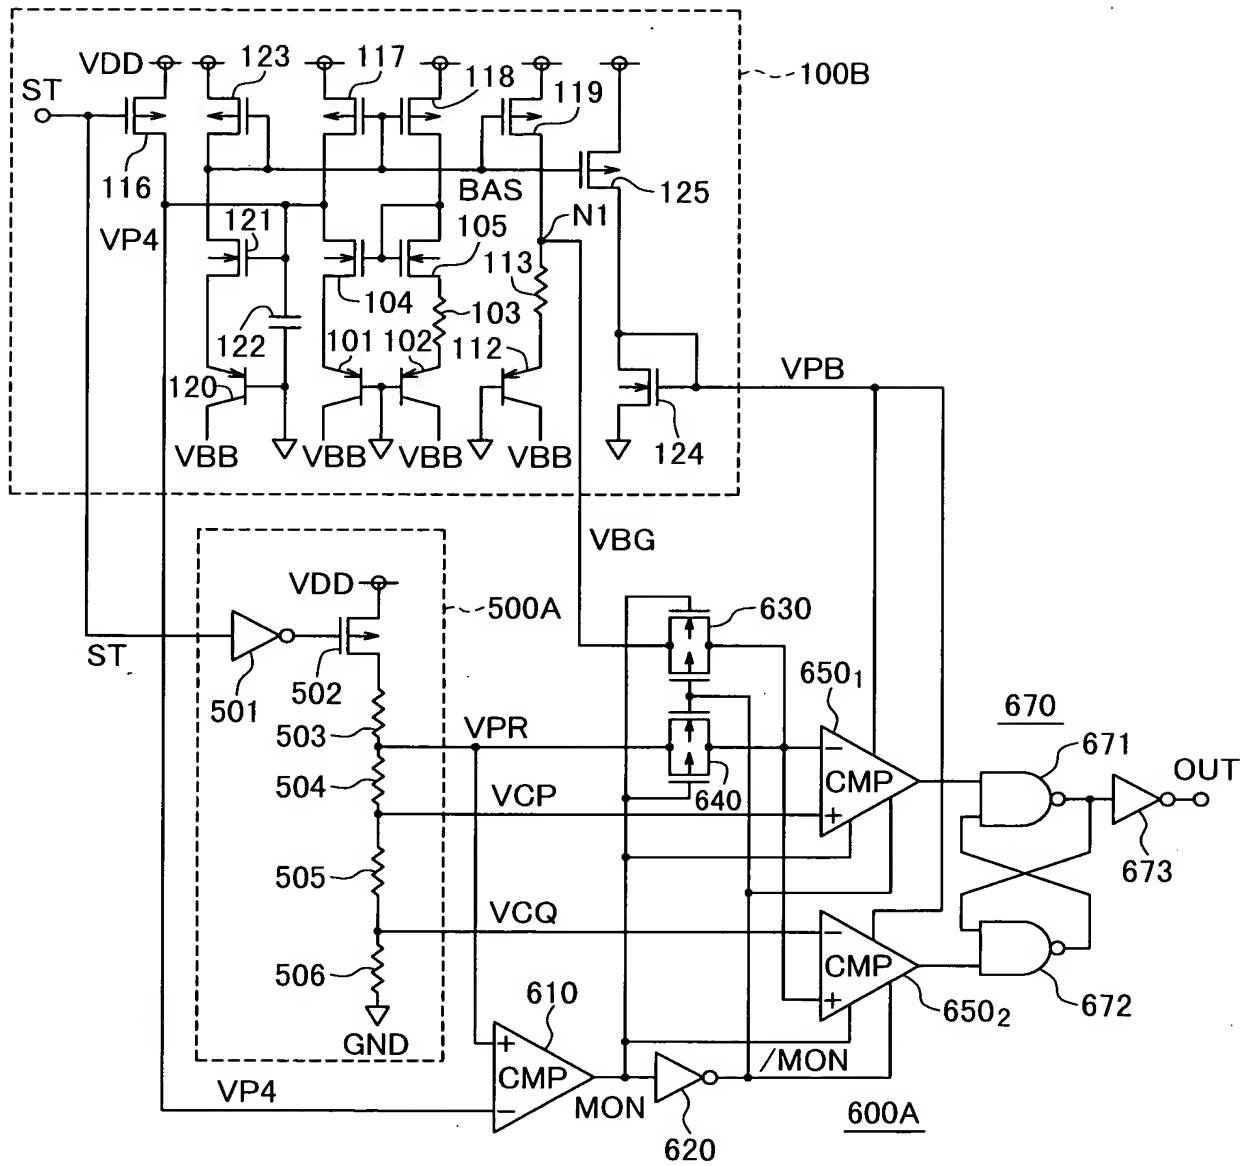 VDD
123
117
118
119
100B
ST
116
BAS
125
N1
VP4
121
105
113
104
103
122
101
102
112
VPB
120
VBB
VBB
VBB
VBB
124
VBG
VDD
500A
630
ST
501
502
650₁
670
503
VPR
671
504
VCP
640
CMP
OUT
505
673
VCQ
506
CMP
610
650₂
672
GND
CMP
/MON
VP4
MON
620
600A
+
−
−
+
−
+